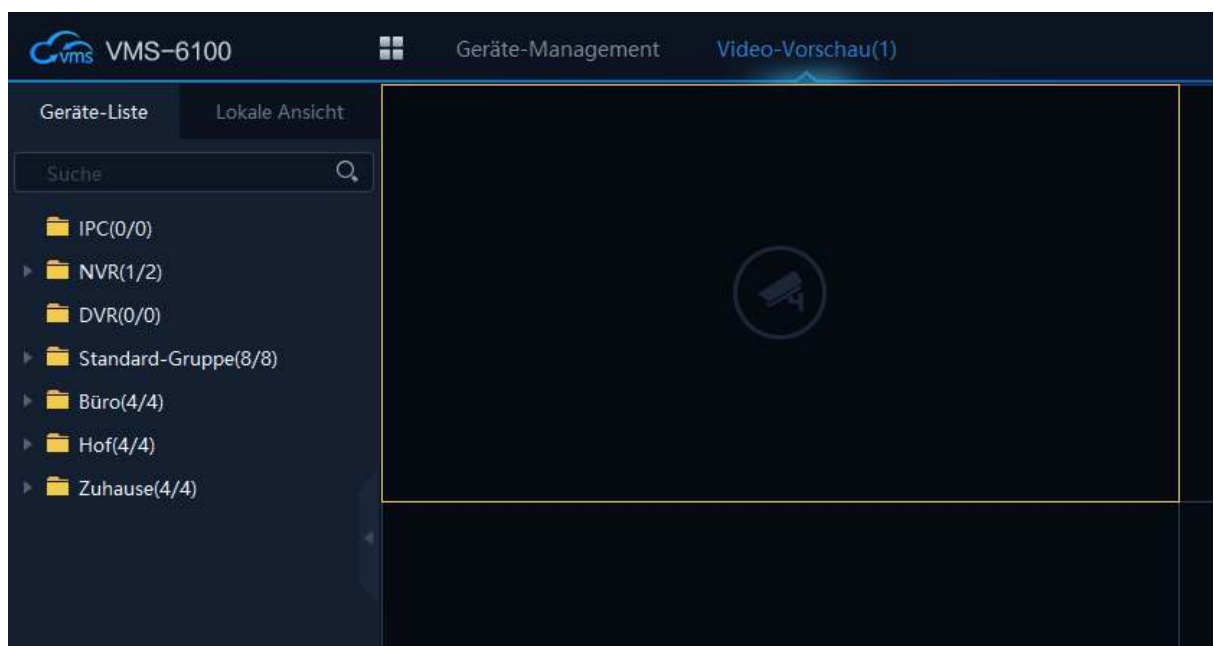 vms VMS-6100 Geräte-Management Video-Vorschau(1)
Geräte-Liste Lokale Ansicht
Suche
IPC(0/0)
NVR(1/2)
DVR(0/0)
Standard-Gruppe(8/8)
Büro(4/4)
Hof(4/4)
Zuhause(4/4)